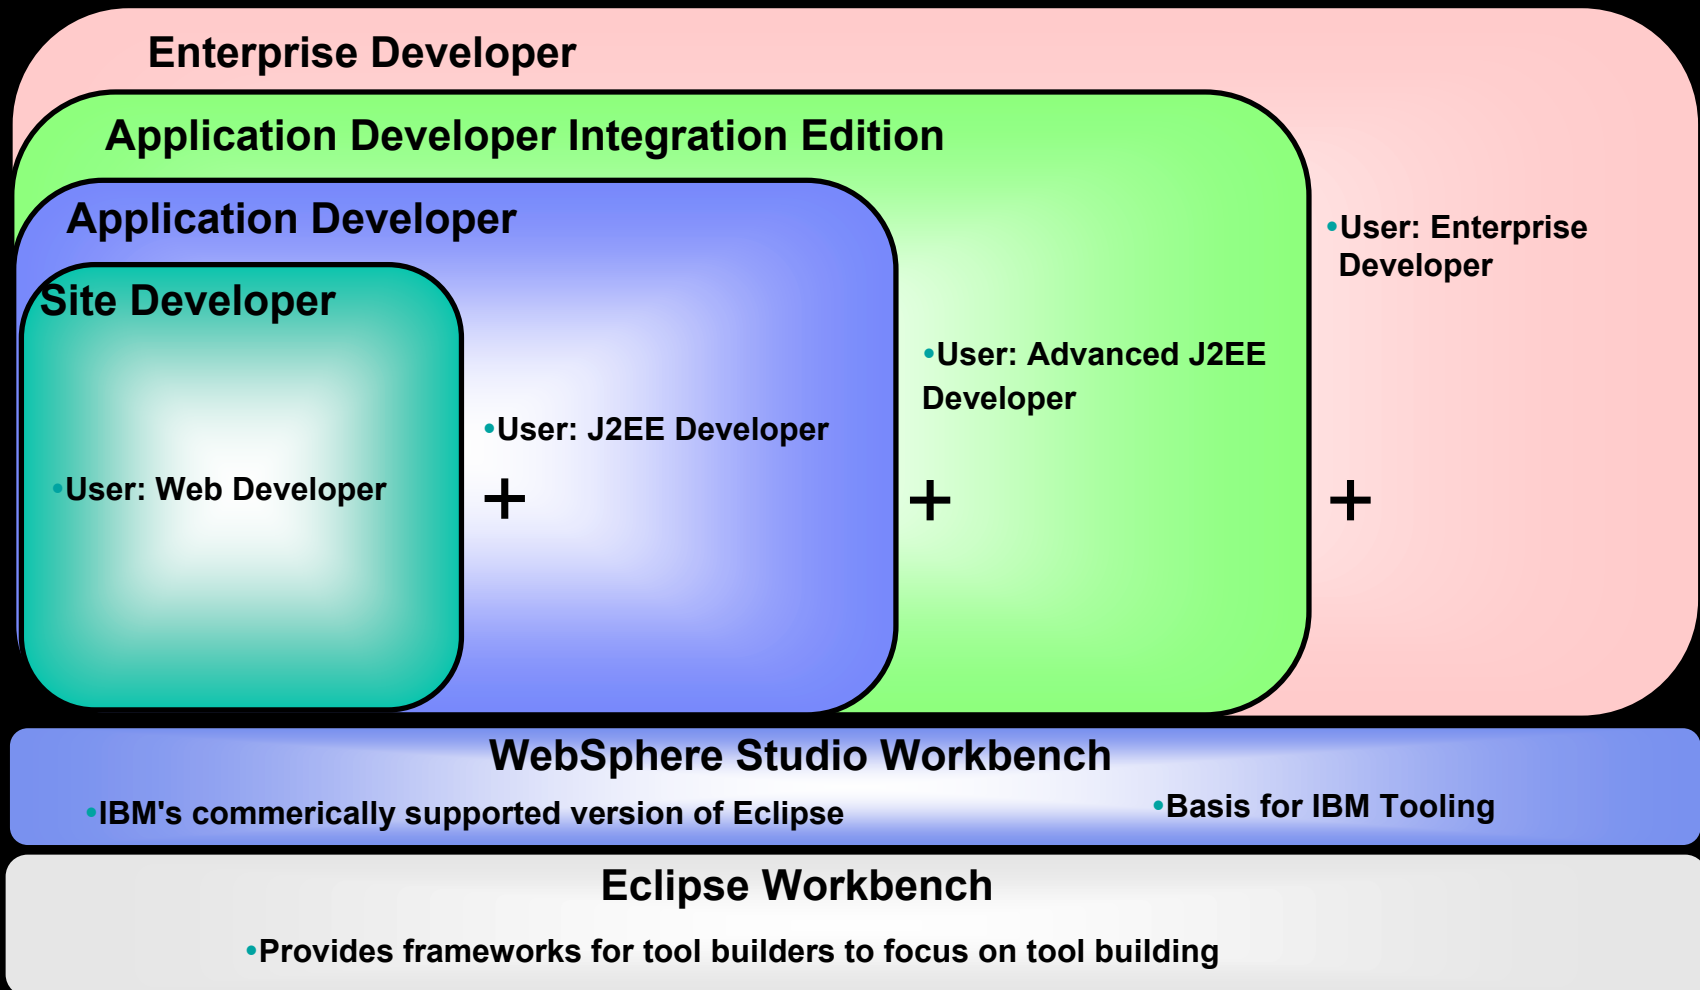 Enterprise Developer
Application Developer Integration Edition
Application Developer
Site Developer
•User: Web Developer
•User: J2EE Developer
+
•User: Advanced J2EE
Developer
+
•User: Enterprise
Developer
+
WebSphere Studio Workbench
•IBM's commerically supported version of Eclipse
•Basis for IBM Tooling
Eclipse Workbench
•Provides frameworks for tool builders to focus on tool building